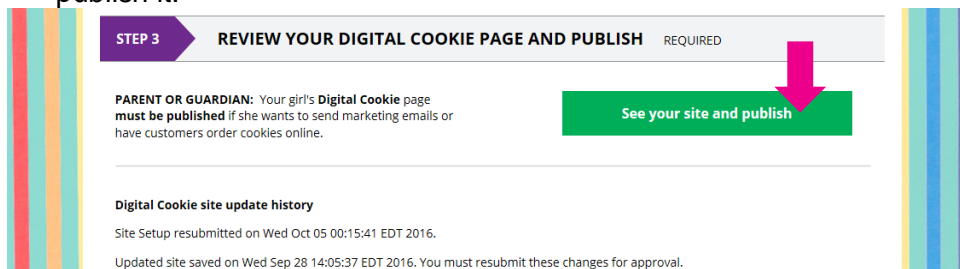 publish it.
STEP 3 REVIEW YOUR DIGITAL COOKIE PAGE AND PUBLISH REQUIRED
PARENT OR GUARDIAN: Your girl's Digital Cookie page
must be published if she wants to send marketing emails or
have customers order cookies online.
See your site and publish
Digital Cookie site update history
Site Setup resubmitted on Wed Oct 05 00:15:41 EDT 2016.
Updated site saved on Wed Sep 28 14:05:37 EDT 2016. You must resubmit these changes for approval.